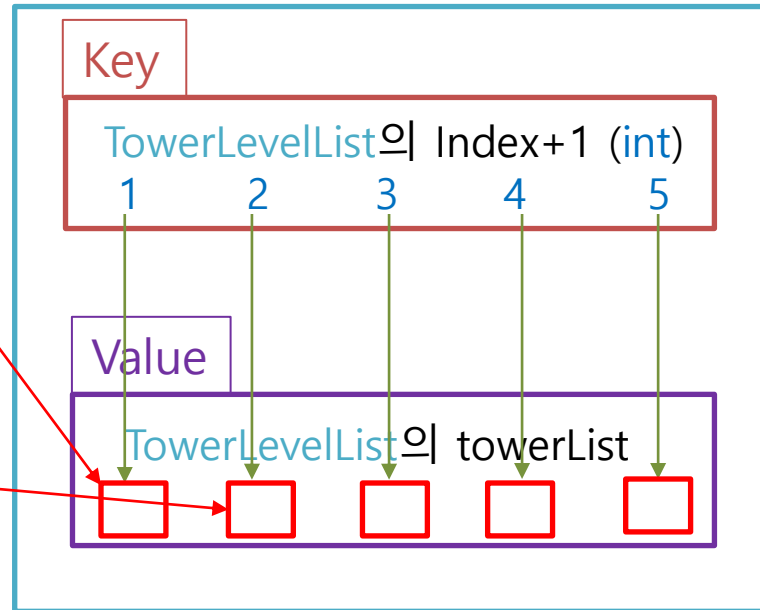 Key
TowerLevelList의 Index+1 (int)
1 2 3 4 5
Value
TowerLevelList의 towerList